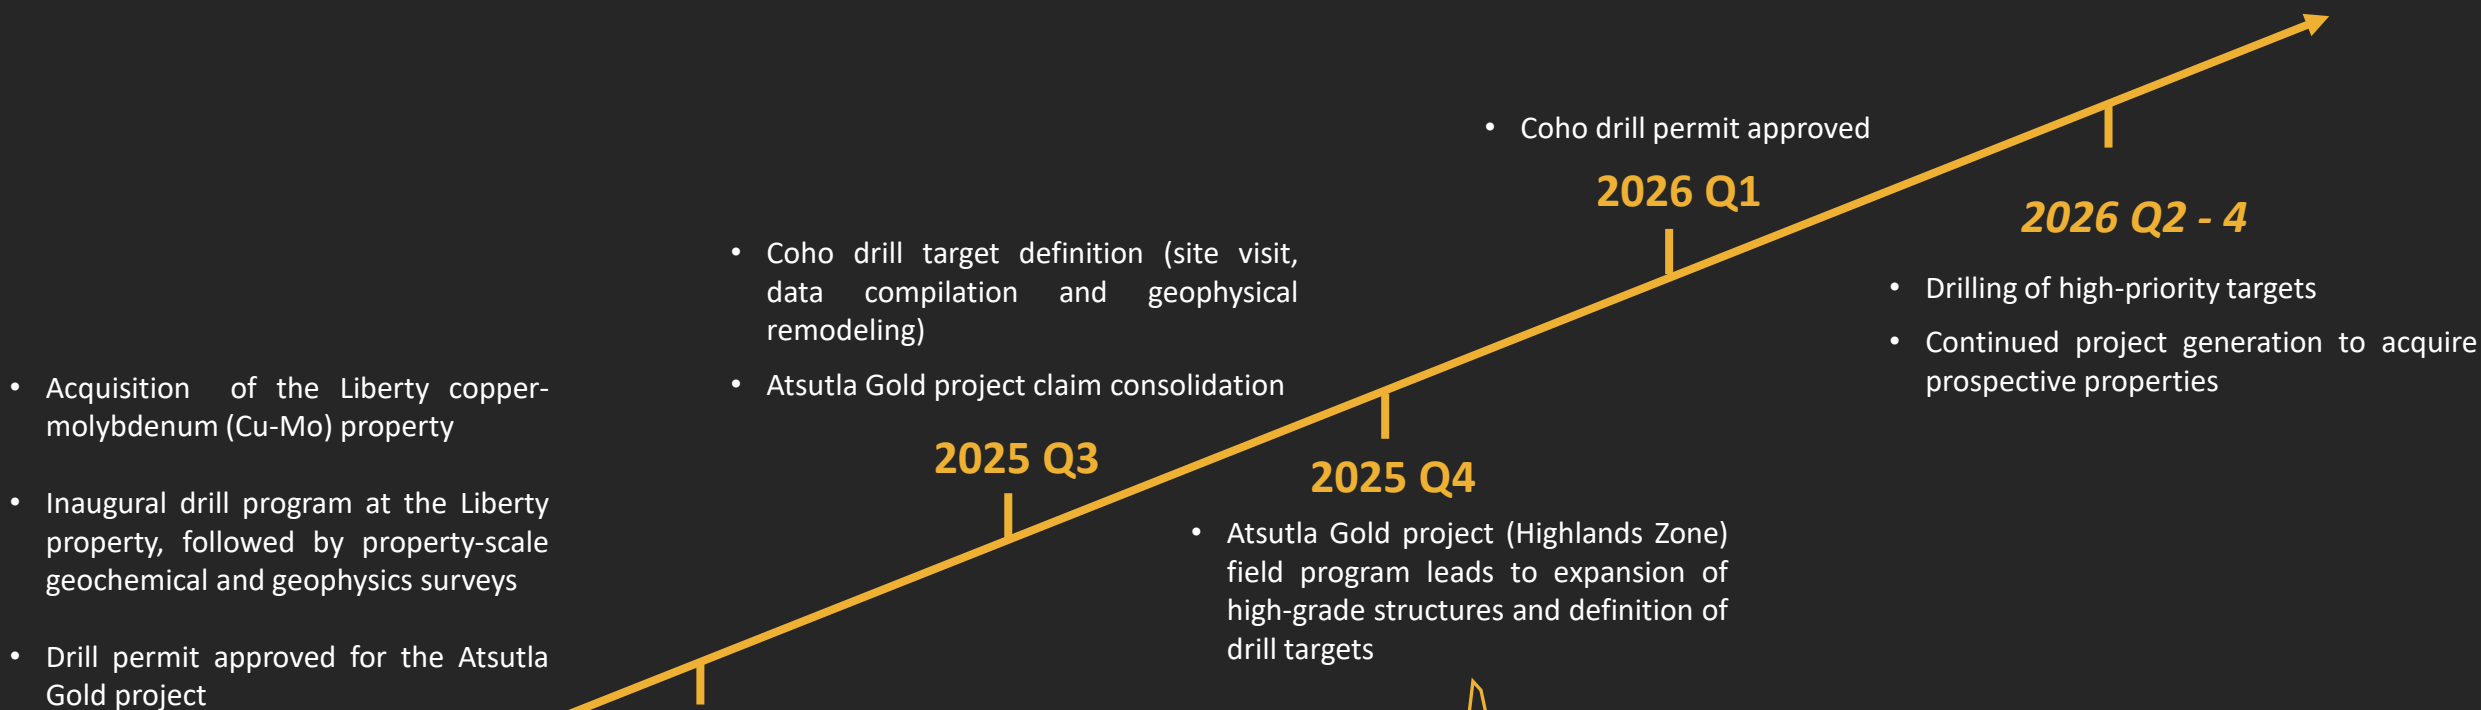 • Acquisition of the Liberty copper-
molybdenum (Cu-Mo) property
• Inaugural drill program at the Liberty
property, followed by property-scale
geochemical and geophysics surveys
• Drill permit approved for the Atsutla
Gold project
• Coho drill target definition (site visit,
data compilation and geophysical
remodeling)
• Atsutla Gold project claim consolidation
2025 Q3
2025 Q4
• Atsutla Gold project (Highlands Zone)
field program leads to expansion of
high-grade structures and definition of
drill targets
• Coho drill permit approved
2026 Q1
2026 Q2 - 4
• Drilling of high-priority targets
• Continued project generation to acquire
prospective properties